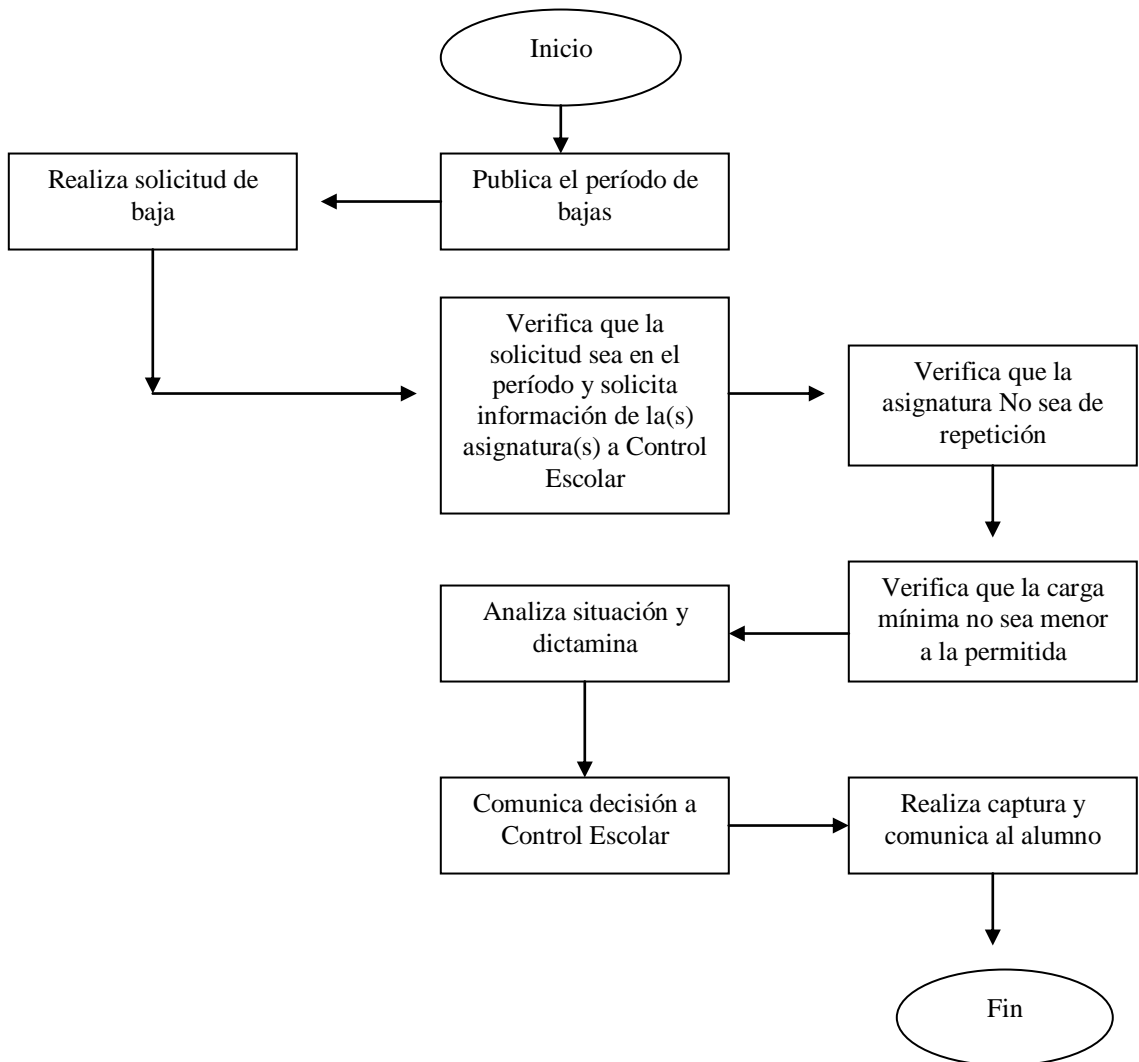 Inicio
Realiza solicitud de
baja
Publica el período de
bajas
Verifica que la
solicitud sea en el
período y solicita
información de la(s)
asignatura(s) a Control
Escolar
Verifica que la
asignatura No sea de
repetición
Verifica que la carga
mínima no sea menor
a la permitida
Analiza situación y
dictamina
Comunica decisión a
Control Escolar
Realiza captura y
comunica al alumno
Fin